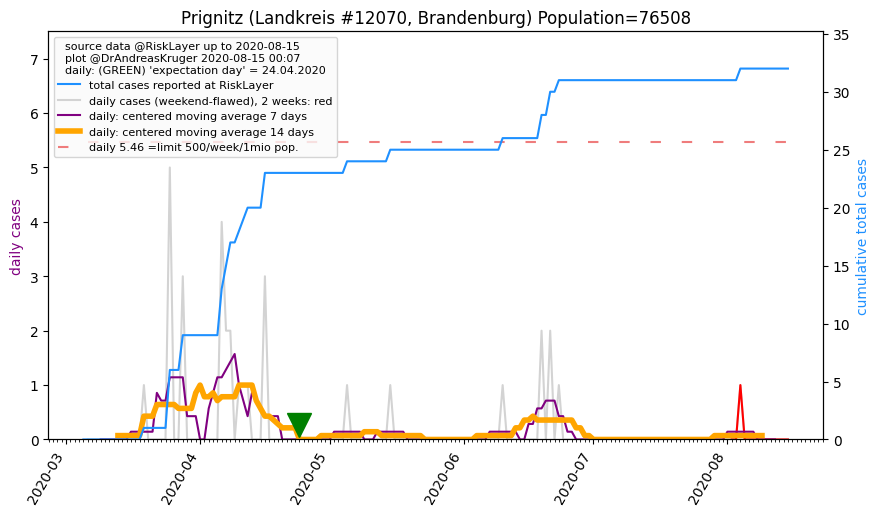 Prignitz (Landkreis #12070, Brandenburg) Population=76508
source data @RiskLayer up to 2020-08-15
plot @DrAndreasKruger 2020-08-15 00:07
daily: (GREEN) 'expectation day' = 24.04.2020
total cases reported at RiskLayer
daily cases (weekend-flawed), 2 weeks: red
daily: centered moving average 7 days
daily: centered moving average 14 days
daily 5.46 =limit 500/week/1mio pop.
daily cases
7
6
5
4
3
2
1
0
cumulative total cases
35
30
25
20
15
10
5
0
2020-03
2020-04
2020-05
2020-06
2020-07
2020-08